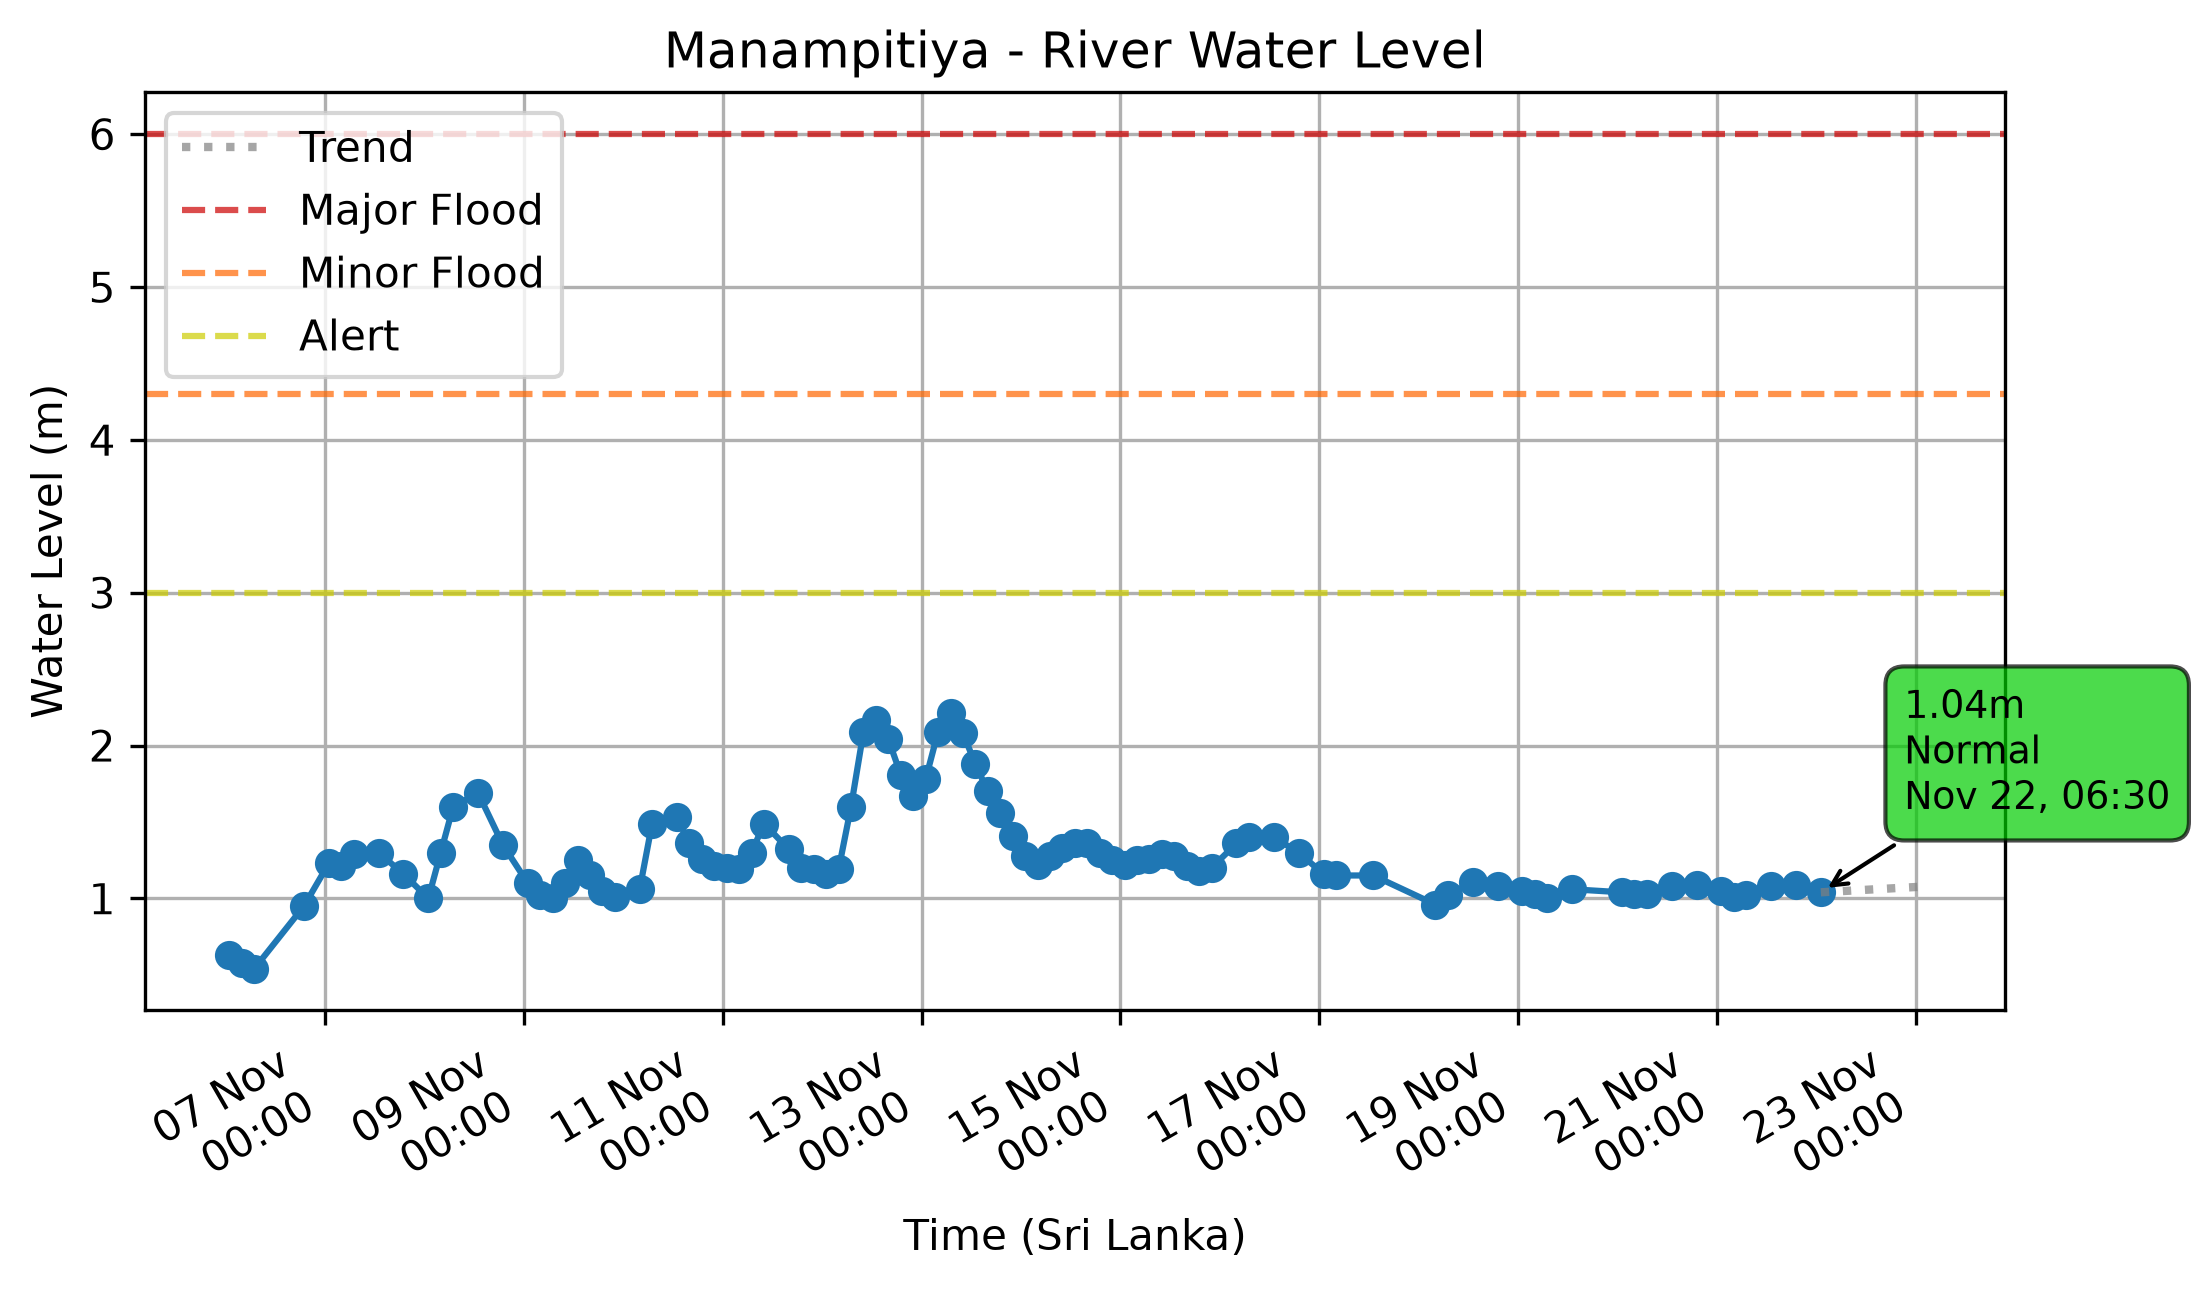 Manampitiya - River Water Level
Trend
Major Flood
Minor Flood
Alert
Water Level (m)
6
5
4
3
2
1
1.04m
Normal
Nov 22, 06:30
07 Nov
00:00
09 Nov
00:00
11 Nov
00:00
13 Nov
00:00
15 Nov
00:00
17 Nov
00:00
19 Nov
00:00
21 Nov
00:00
23 Nov
00:00
Time (Sri Lanka)